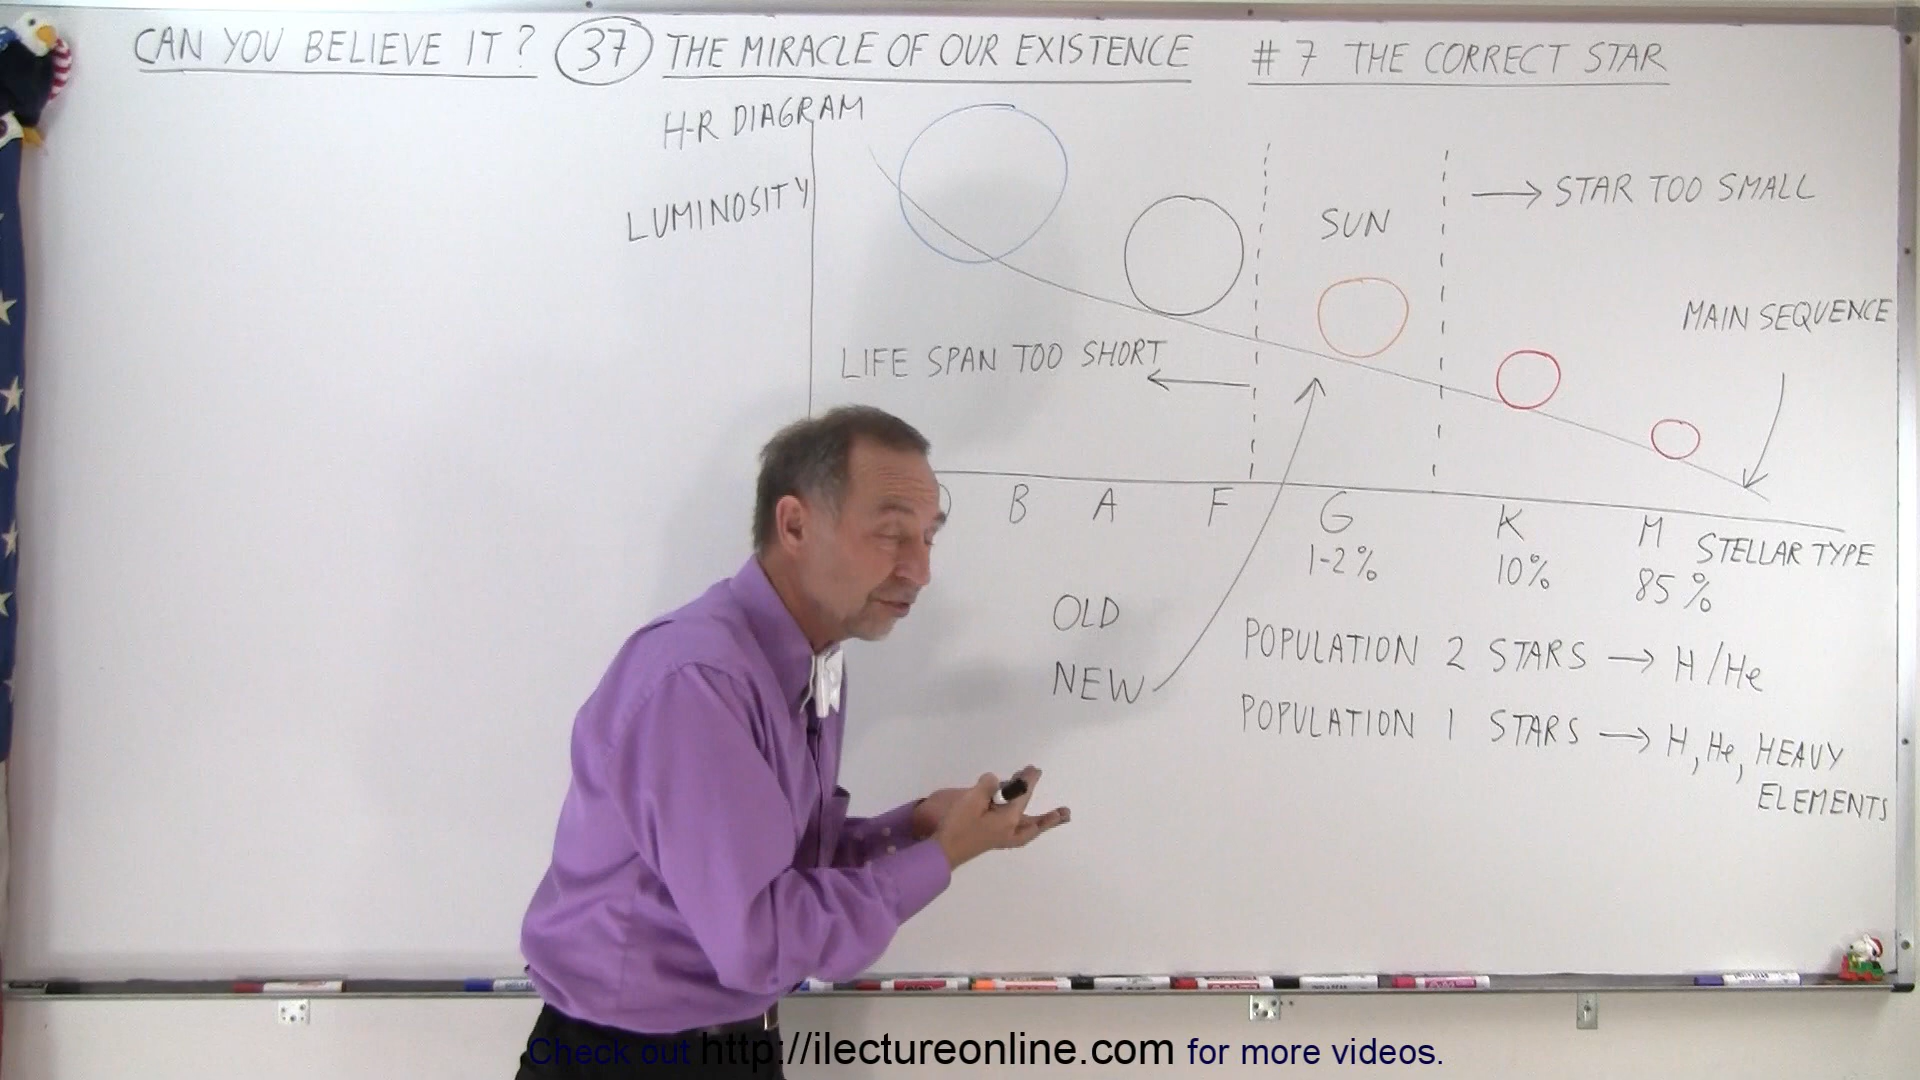 CAN YOU BELIEVE IT? 37 THE MIRACLE OF OUR EXISTENCE # 7 THE CORRECT STAR
H-R DIAGRAM
LUMINOSITY
SUN
→ STAR TOO SMALL
MAIN SEQUENCE
LIFE SPAN TOO SHORT
B A F G K M STELLAR TYPE
1-2% 10% 85%
OLD POPULATION 2 STARS → H/He
NEW POPULATION 1 STARS → H, He, HEAVY
ELEMENTS
Check out http://ilectureonline.com for more videos.